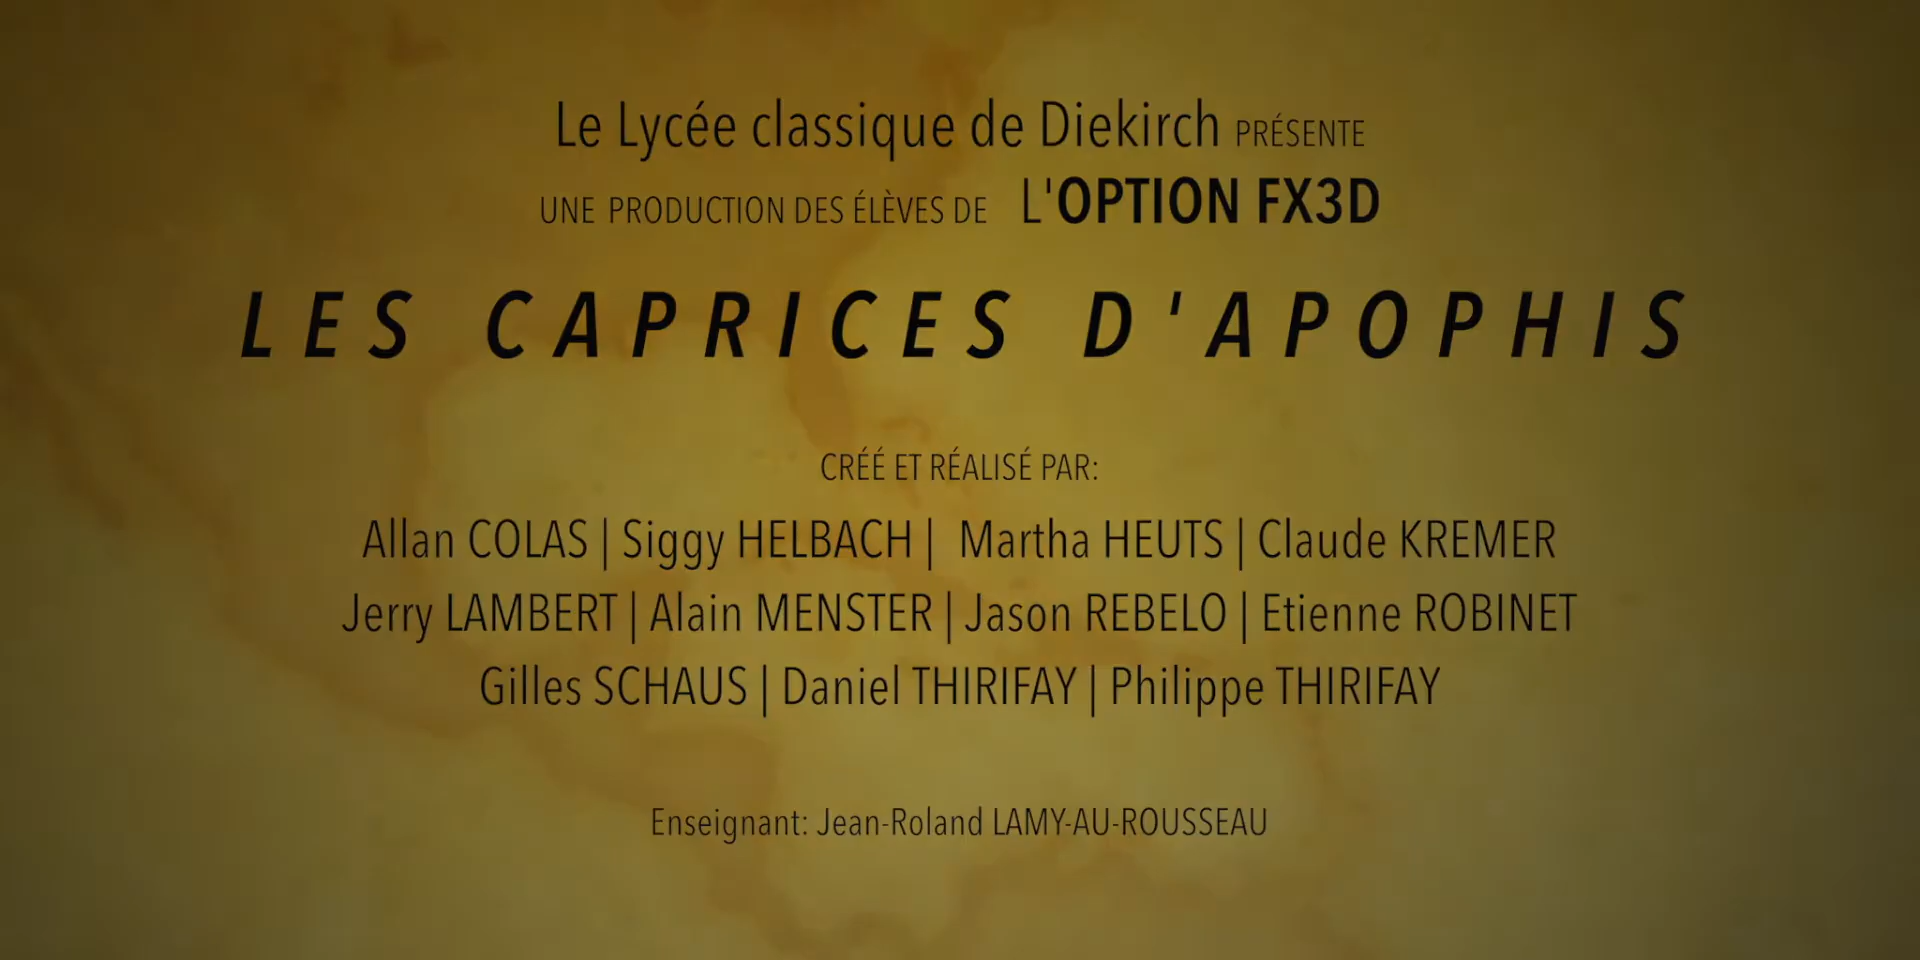 Le Lycée classique de Diekirch PRÉSENTE
UNE PRODUCTION DES ÉLÈVES DE L'OPTION FX3D
LES CAPRICES D'APOPHIS
CRÉÉ ET RÉALISÉ PAR:
Allan COLAS | Siggy HELBACH | Martha HEUTS | Claude KREMER
Jerry LAMBERT | Alain MENSTER | Jason REBELO | Etienne ROBINET
Gilles SCHAUS | Daniel THIRIFAY | Philippe THIRIFAY
Enseignant: Jean-Roland LAMY-AU-ROUSSEAU